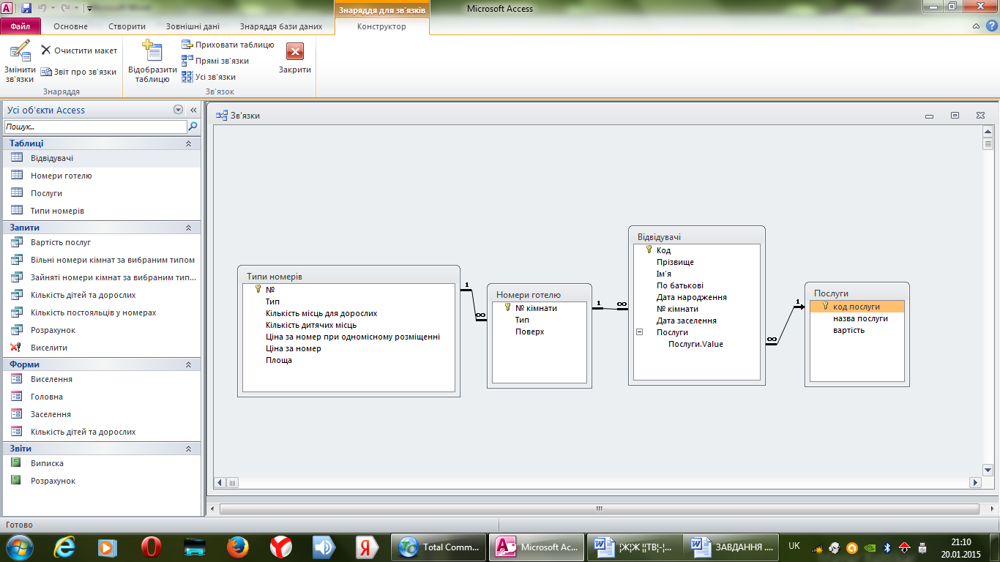 Знаряддя для зв'язків
Microsoft Access
Файл
Основне
Створити
Зовнішні дані
Знаряддя бази даних
Конструктор
Змінити зв'язки
Очистити макет
Звіт про зв'язки
Знаряддя
Відобразити таблицю
Приховати таблицю
Прямі зв'язки
Усі зв'язки
Зв'язок
Закрити
Усі об'єкти Access
Пошук...
Таблиці
Відвідувачі
Номери готелю
Послуги
Типи номерів
Запити
Вартість послуг
Вільні номери кімнат за вибраним типом
Зайняті номери кімнат за вибраним тип...
Кількість дітей та дорослих
Кількість постояльців у номерах
Розрахунок
Виселити
Форми
Виселення
Головна
Заселення
Кількість дітей та дорослих
Звіти
Виписка
Розрахунок
Зв'язки
Типи номерів
№
Тип
Кількість місць для дорослих
Кількість дитячих місць
Ціна за номер при одномісному розміщенні
Ціна за номер
Площа
1
∞
Номери готелю
№ кімнати
Тип
Поверх
1
∞
Відвідувачі
Код
Прізвище
Ім'я
По батькові
Дата народження
№ кімнати
Дата заселення
Послуги
Послуги.Value
∞
1
Послуги
код послуги
назва послуги
вартість
Готово
Total Comm...
Microsoft Ac...
ЗАВДАННЯ ....
UK
21:10
20.01.2015